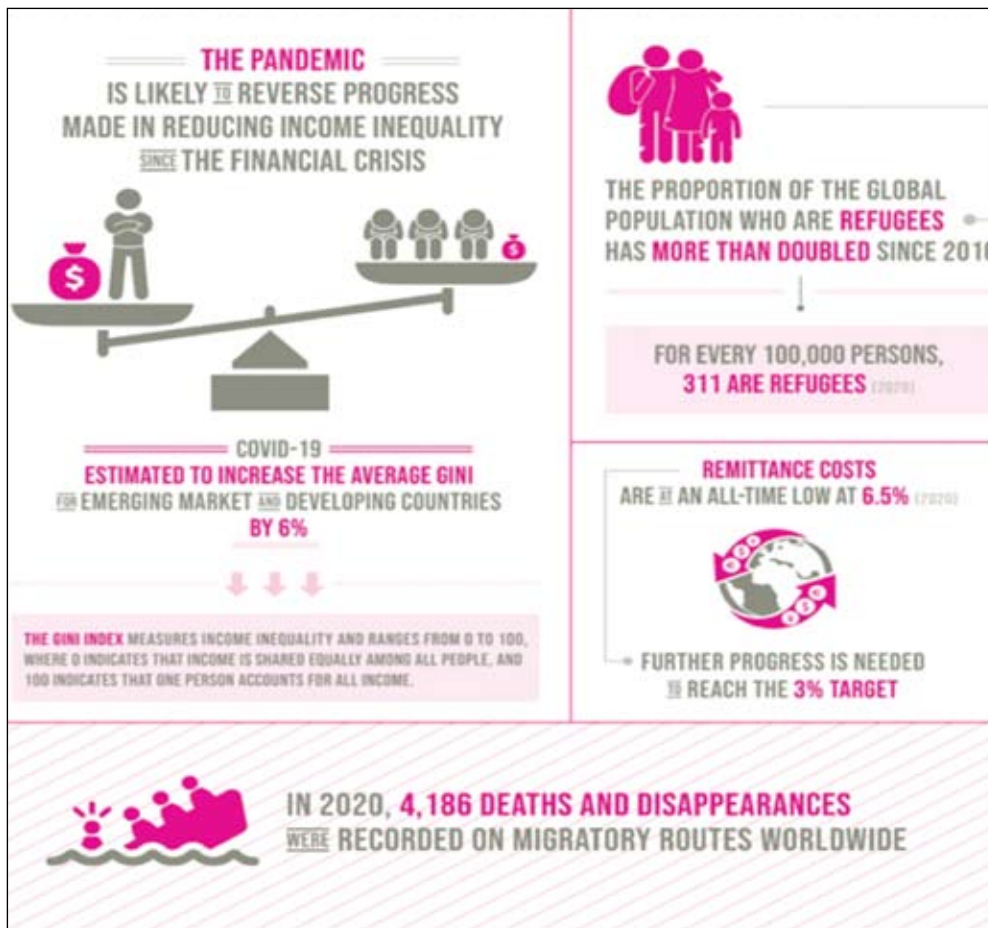 THE PANDEMIC
IS LIKELY TO REVERSE PROGRESS
MADE IN REDUCING INCOME INEQUALITY
SINCE THE FINANCIAL CRISIS
$
$
COVID-19
ESTIMATED TO INCREASE THE AVERAGE GINI
FOR EMERGING MARKET AND DEVELOPING COUNTRIES
BY 6%
THE GINI INDEX MEASURES INCOME INEQUALITY AND RANGES FROM 0 TO 100,
WHERE 0 INDICATES THAT INCOME IS SHARED EQUALLY AMONG ALL PEOPLE, AND
100 INDICATES THAT ONE PERSON ACCOUNTS FOR ALL INCOME.
THE PROPORTION OF THE GLOBAL
POPULATION WHO ARE REFUGEES
HAS MORE THAN DOUBLED SINCE 2010
FOR EVERY 100,000 PERSONS,
311 ARE REFUGEES (2020)
REMITTANCE COSTS
ARE AT AN ALL-TIME LOW AT 6.5% (2020)
FURTHER PROGRESS IS NEEDED
TO REACH THE 3% TARGET
IN 2020, 4,186 DEATHS AND DISAPPEARANCES
WERE RECORDED ON MIGRATORY ROUTES WORLDWIDE